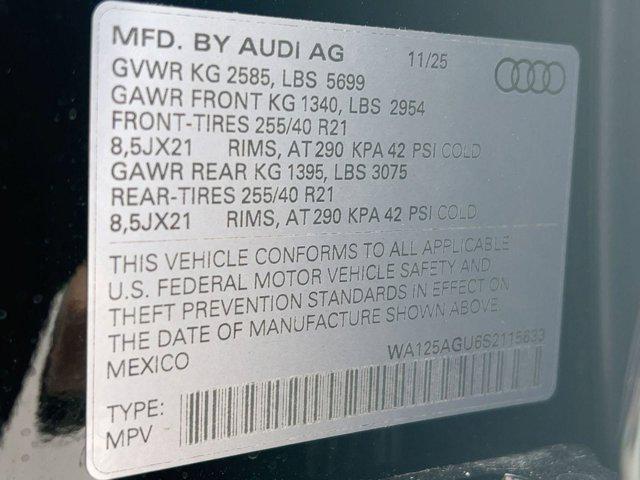 MFD. BY AUDI AG 11/25
GVWR KG 2585, LBS 5699
GAWR FRONT KG 1340, LBS 2954
FRONT-TIRES 255/40 R21
8,5JX21 RIMS, AT 290 KPA 42 PSI COLD
GAWR REAR KG 1395, LBS 3075
REAR-TIRES 255/40 R21
8,5JX21 RIMS, AT 290 KPA 42 PSI COLD
THIS VEHICLE CONFORMS TO ALL APPLICABLE
U.S. FEDERAL MOTOR VEHICLE SAFETY AND
THEFT PREVENTION STANDARDS IN EFFECT ON
THE DATE OF MANUFACTURE SHOWN ABOVE.
MEXICO WA125AGU6S2115633
TYPE:
MPV